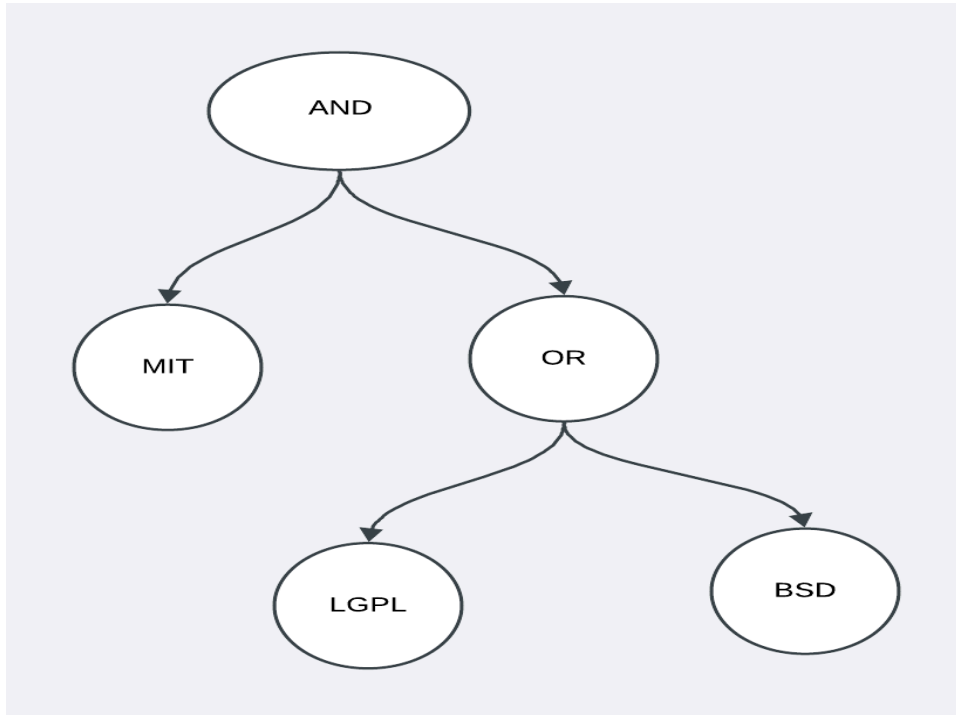 AND
MIT
OR
LGPL
BSD